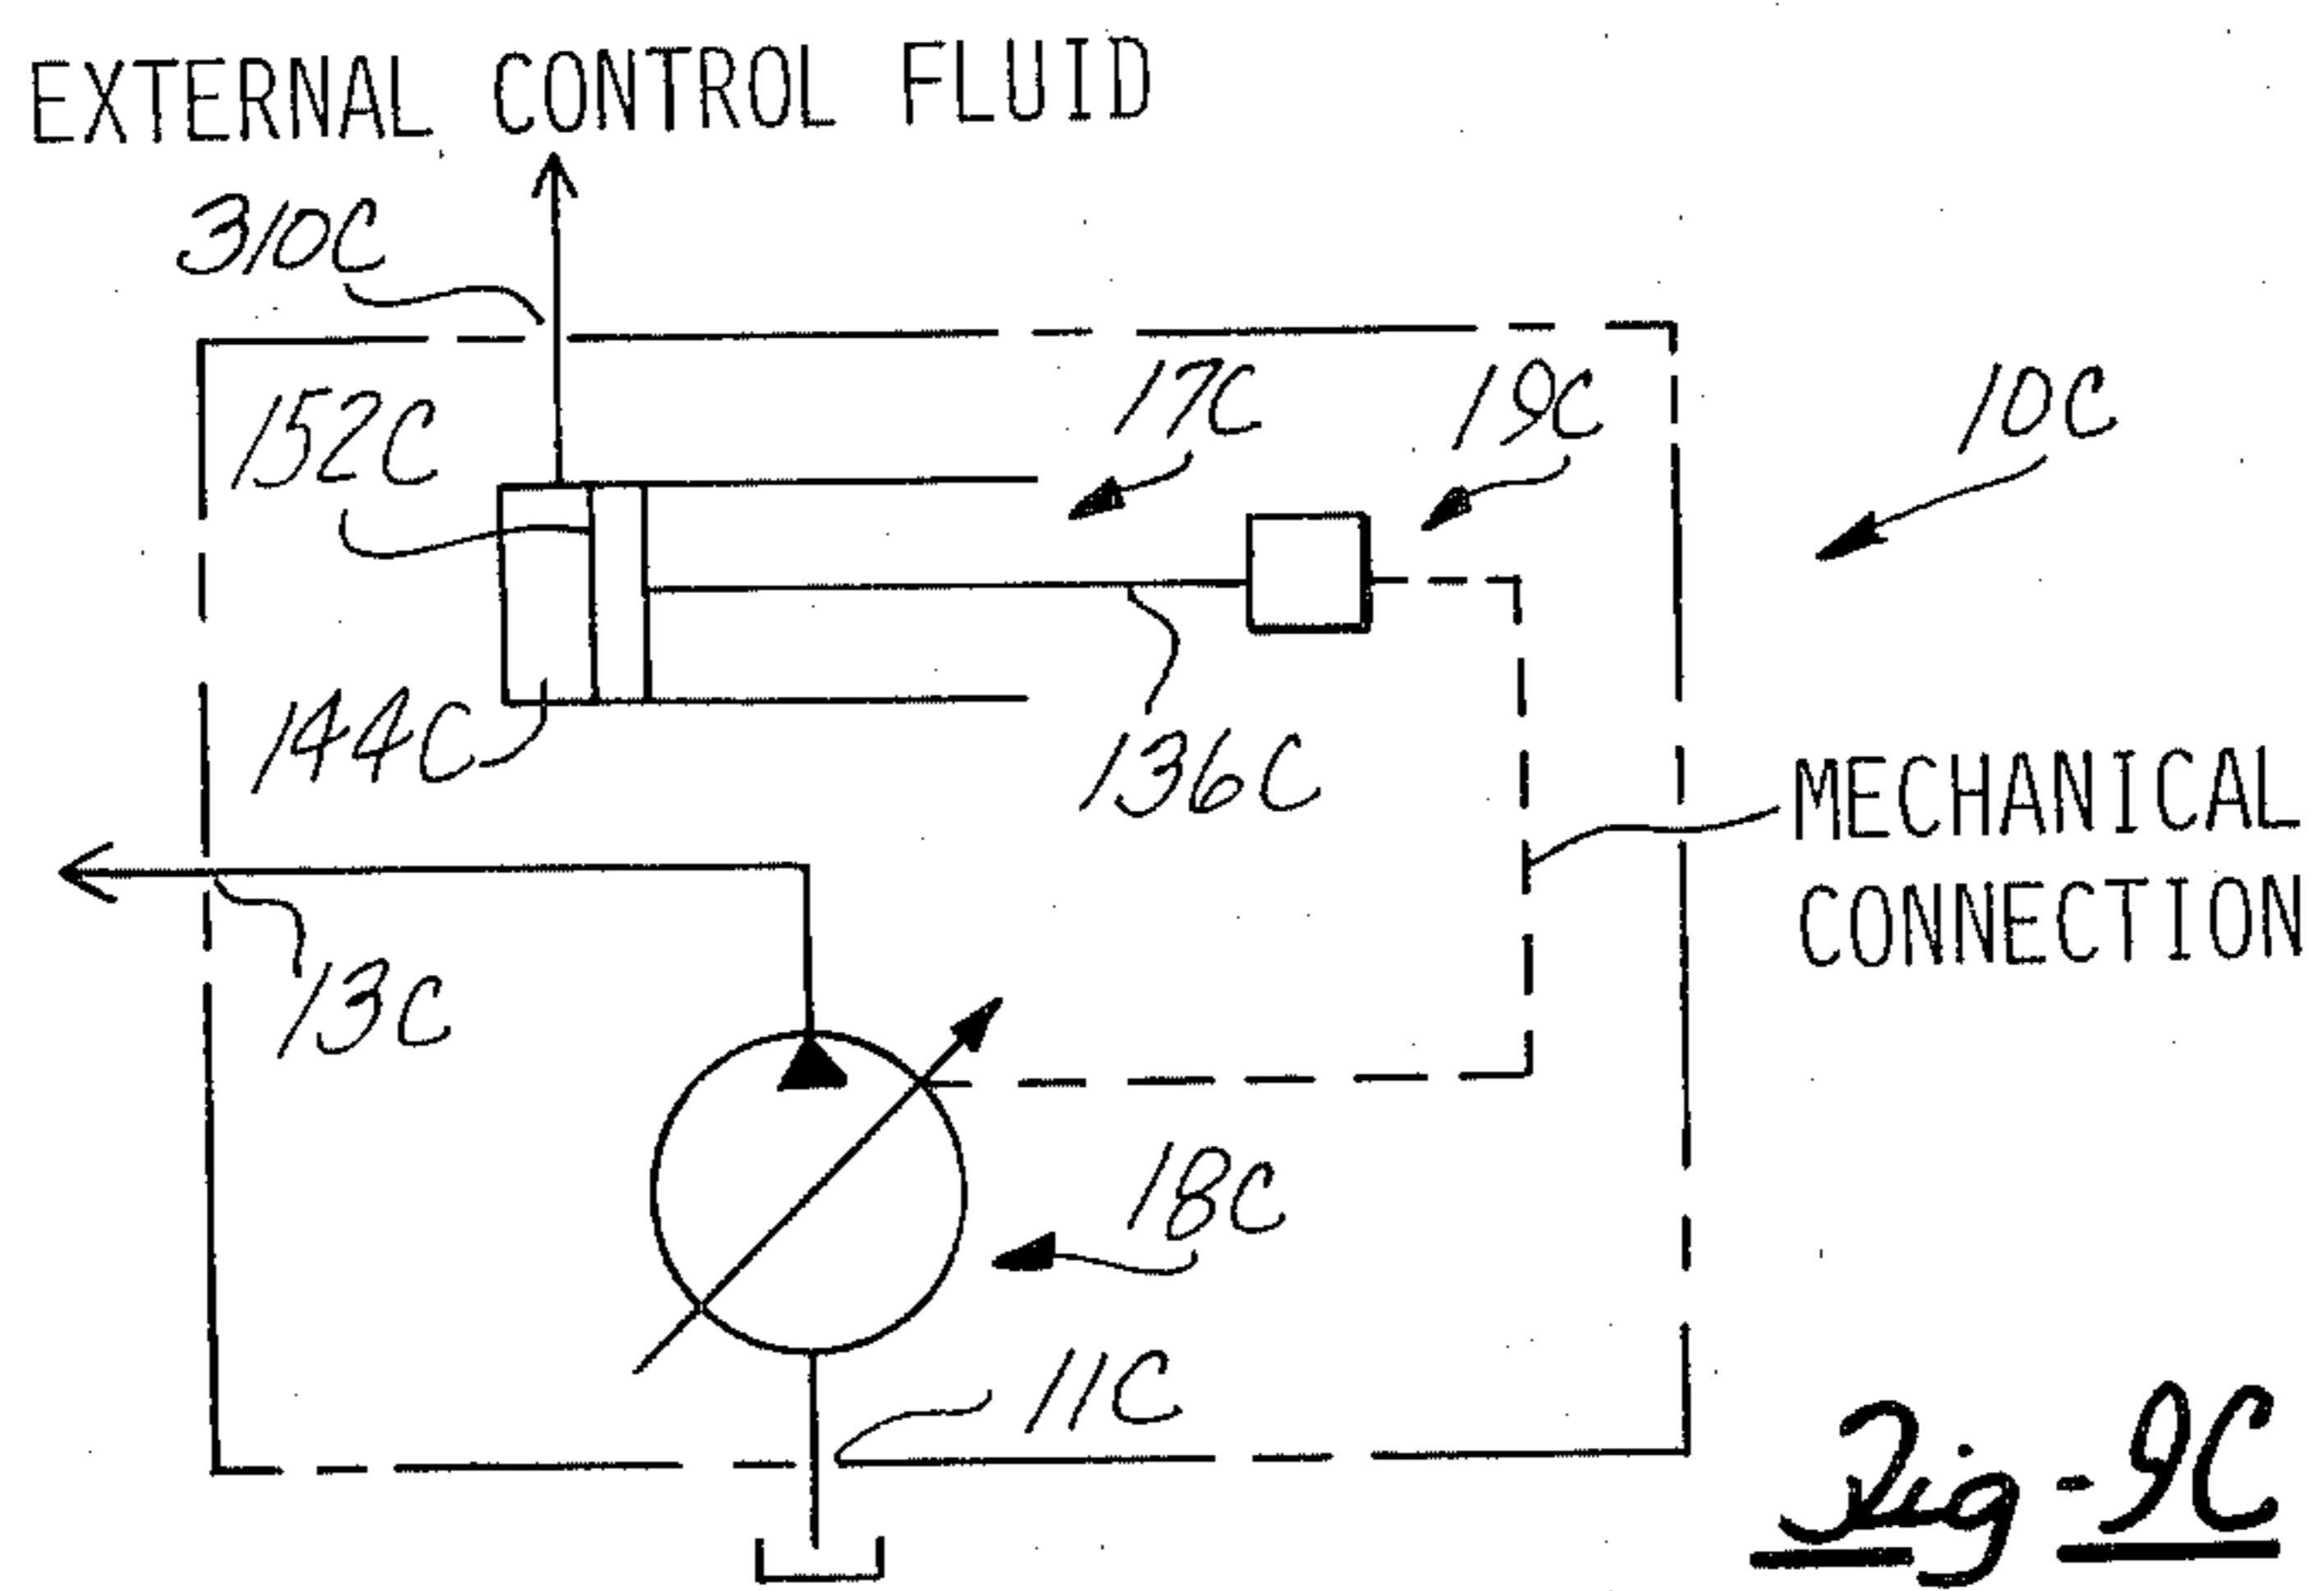 EXTERNAL CONTROL FLUID
310C
152C
17C
19C
10C
144C
136C
MECHANICAL
CONNECTION
13C
18C
11C
Fig-9C